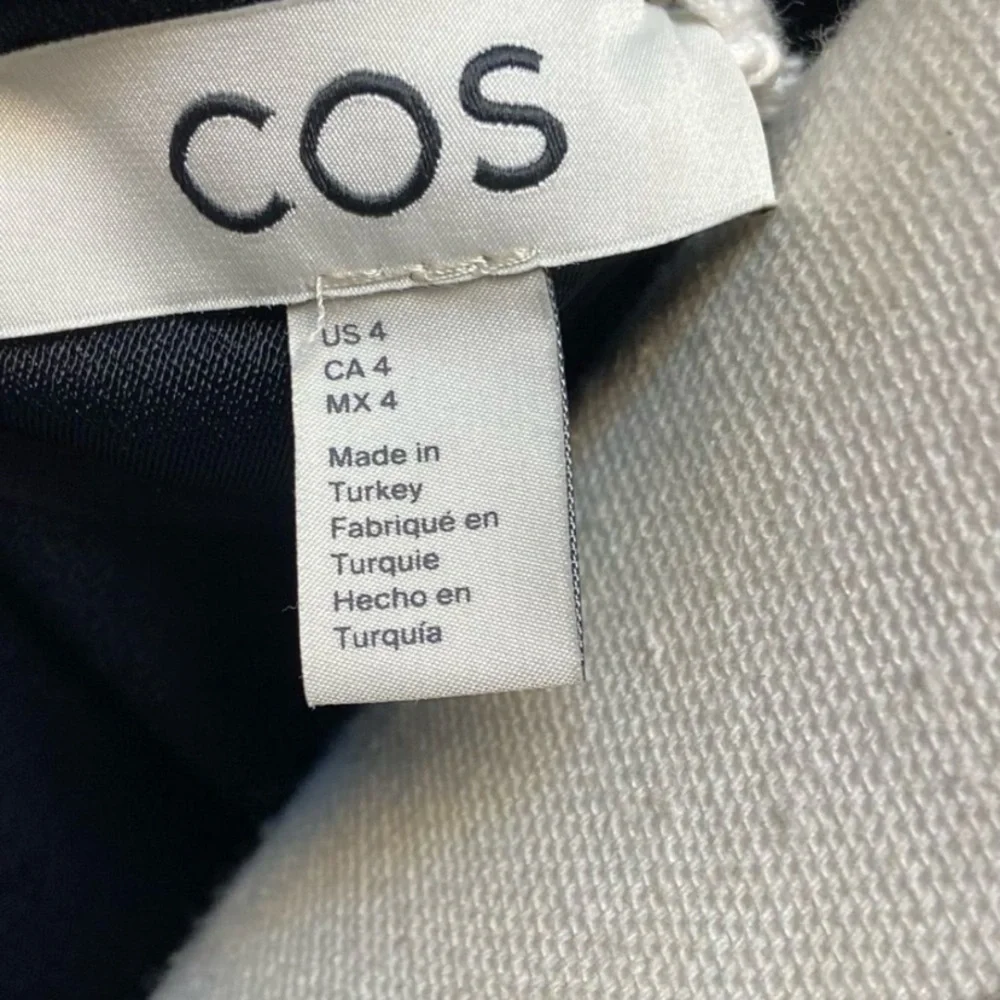 COS
US 4
CA 4
MX 4
Made in
Turkey
Fabriqué en
Turquie
Hecho en
Turquía